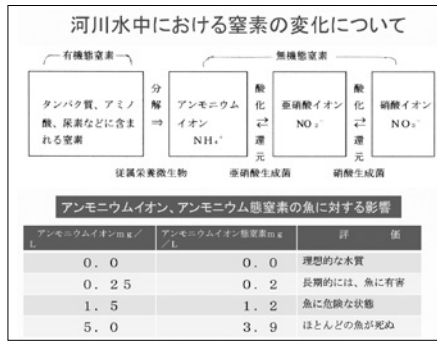 河川水中における窒素の変化について
有機態窒素
無機態窒素
タンパク質、アミノ
酸、尿素などに含ま
れる窒素
分
解
⇒
アンモニウム
イオン
NH₄⁺
酸
化
⇄
還
元
亜硝酸イオン
NO₂⁻
酸
化
⇄
還
元
硝酸イオン
NO₃⁻
従属栄養微生物 亜硝酸生成菌 硝酸生成菌
アンモニウムイオン、アンモニウム態窒素の魚に対する影響
アンモニウムイオンmg/L アンモニウムイオン態窒素mg/L 評 価
0.0 0.0 理想的な水質
0.25 0.2 長期的には、魚に有害
1.5 1.2 魚に危険な状態
5.0 3.9 ほとんどの魚が死ぬ